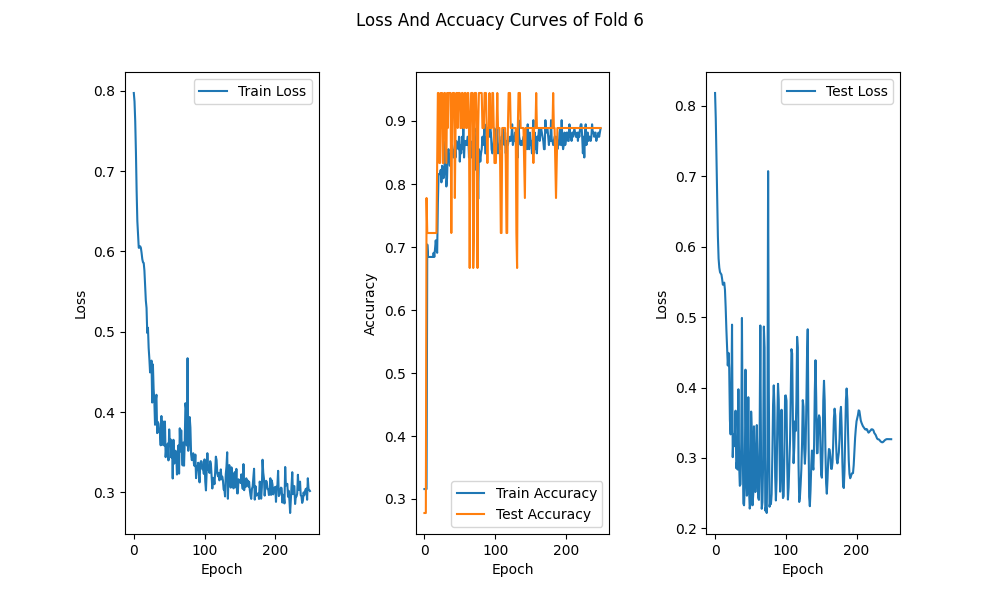 Loss And Accuacy Curves of Fold 6
Train Loss
0.8
0.7
0.6
0.5
0.4
0.3
Loss
0
100
200
Epoch
0.9
0.8
0.7
0.6
0.5
0.4
0.3
Accuracy
Train Accuracy
Test Accuracy
0
100
200
Epoch
Test Loss
0.8
0.7
0.6
0.5
0.4
0.3
0.2
Loss
0
100
200
Epoch